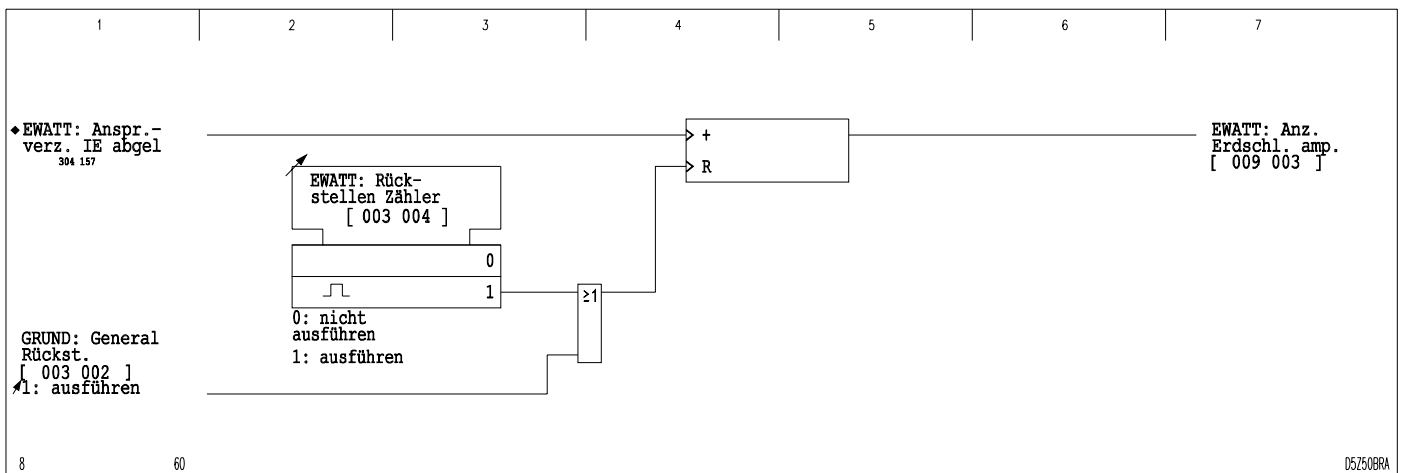 1 2 3 4 5 6 7
◆EWATT: Anspr.-
verz. IE abgel
304 157
EWATT: Rück-
stellen Zähler
[ 003 004 ]
0
1
0: nicht
ausführen
1: ausführen
≥1
+
R
EWATT: Anz.
Erdschl. amp.
[ 009 003 ]
GRUND: General
Rückst.
[ 003 002 ]
1: ausführen
8 60 D5Z50BRA